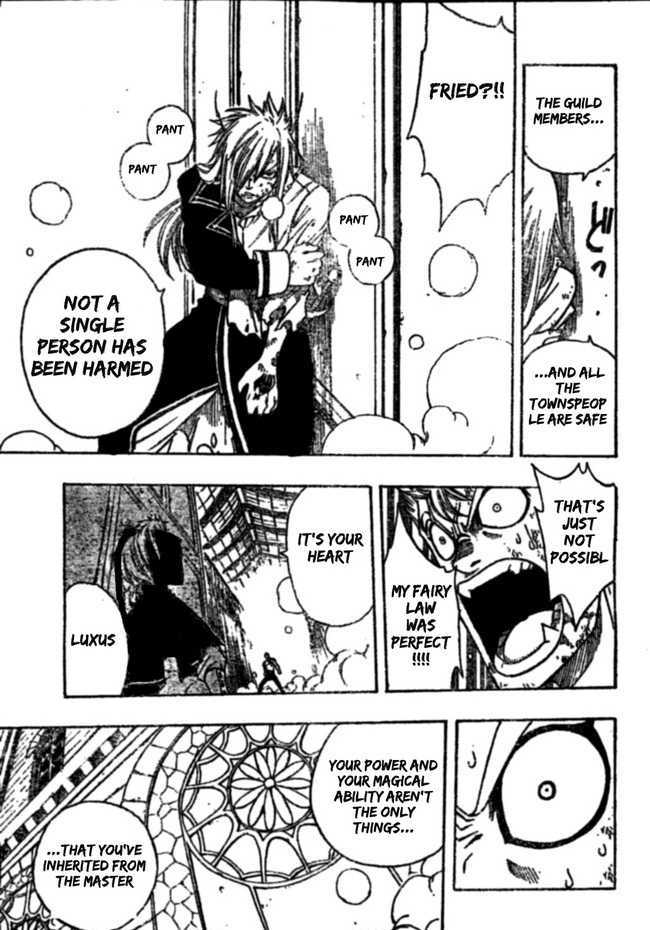 THE GUILD
MEMBERS...
びく
...AND ALL
THE
TOWNSPEOP
LE ARE SAFE
FRIED?!!
PANT
PANT
PANT
PANT
NOT A
SINGLE
PERSON HAS
BEEN HARMED
THAT'S
JUST
NOT
POSSIBL
MY FAIRY
LAW
WAS
PERFECT
!!!!
IT'S YOUR
HEART
LUXUS
YOUR POWER AND
YOUR MAGICAL
ABILITY AREN'T
THE ONLY
THINGS...
...THAT YOU'VE
INHERITED FROM
THE MASTER